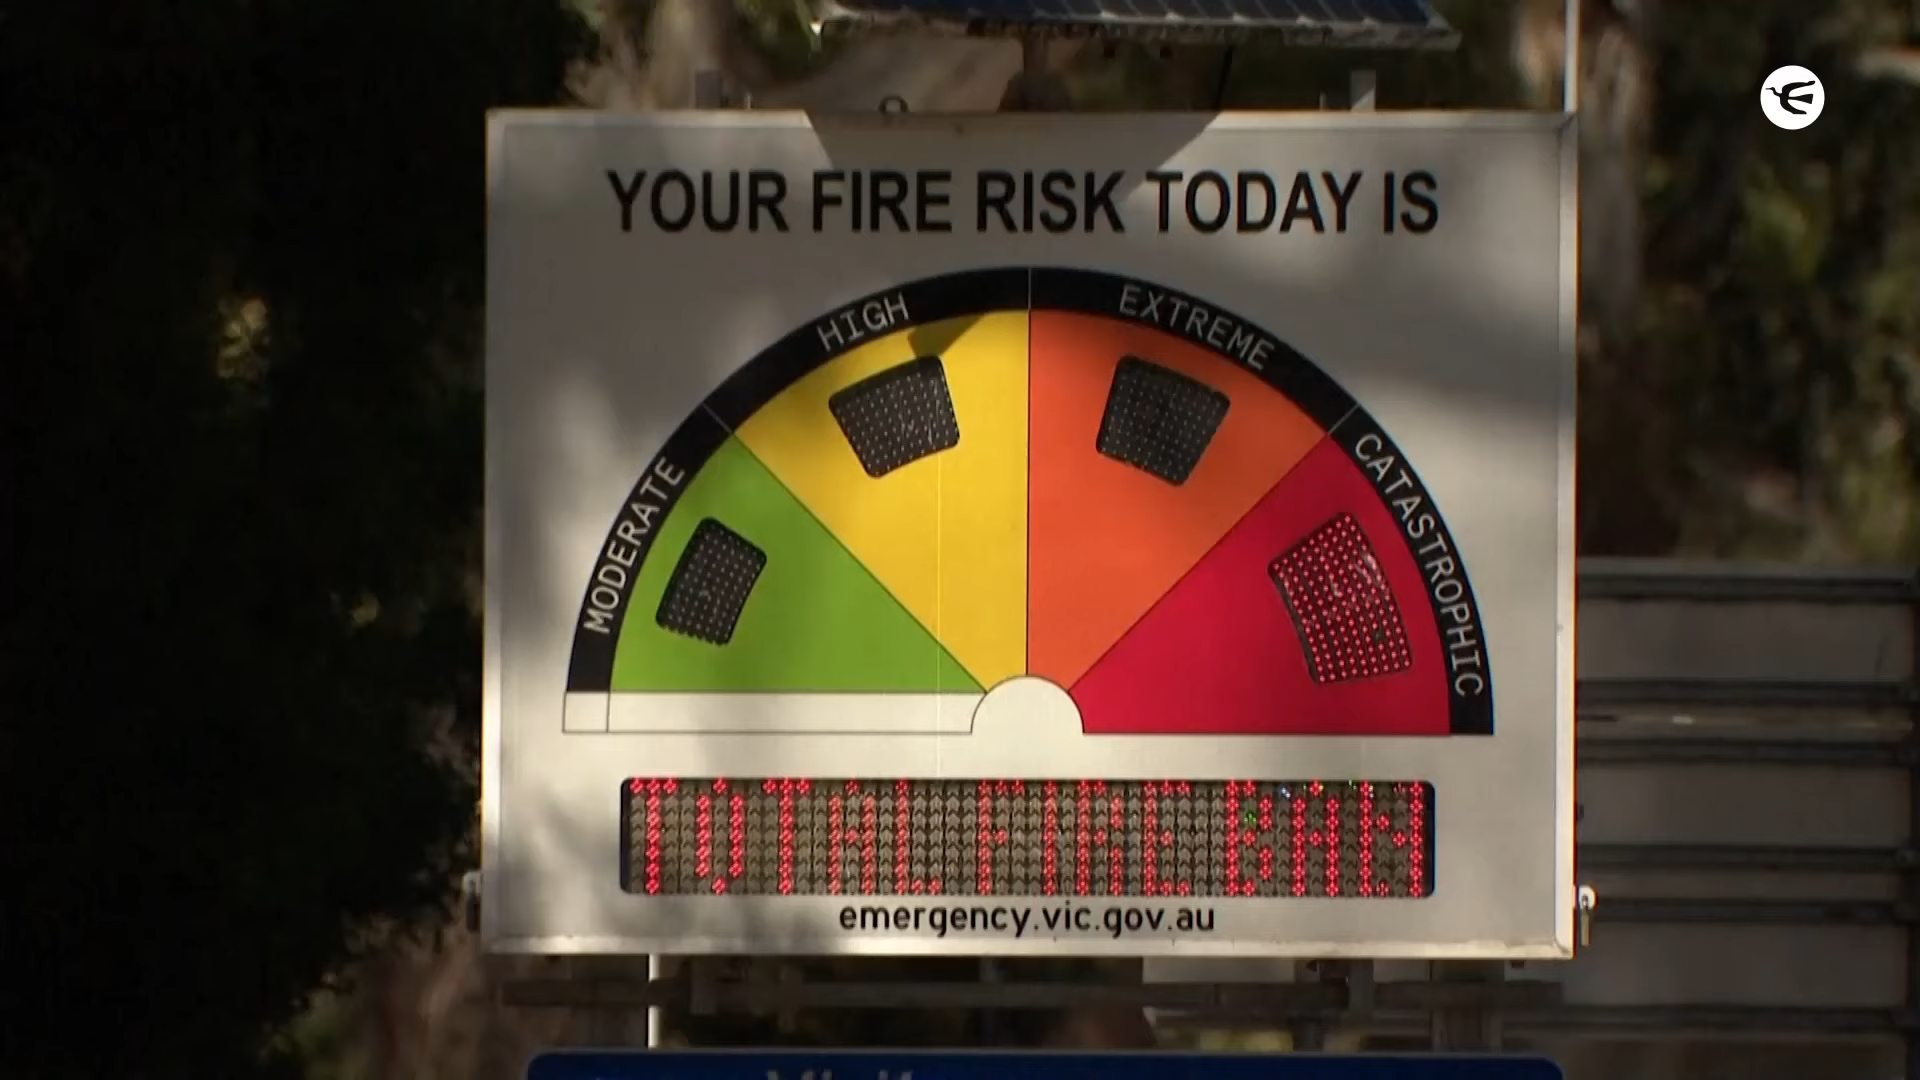 YOUR FIRE RISK TODAY IS
MODERATE
HIGH
EXTREME
CATASTROPHIC
TOTAL FIRE BAN
emergency.vic.gov.au